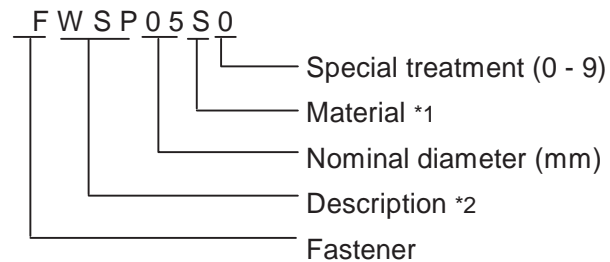 F W S P 0 5 S 0
Special treatment (0 - 9)
Material *1
Nominal diameter (mm)
Description *2
Fastener